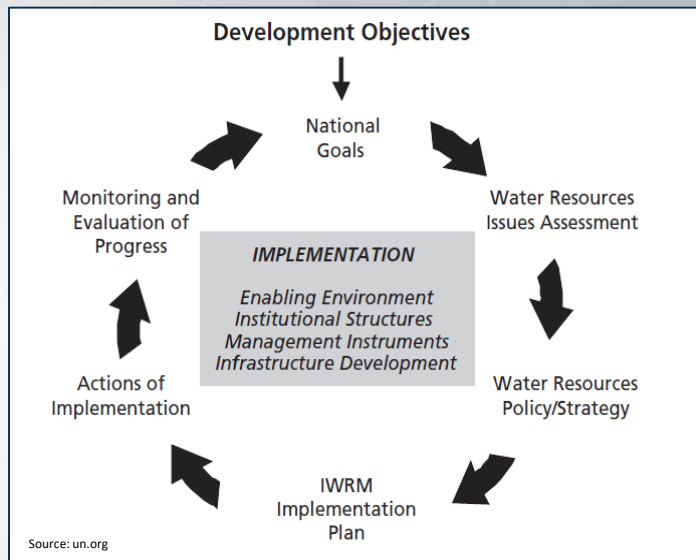 Development Objectives
National
Goals
Water Resources
Issues Assessment
Water Resources
Policy/Strategy
IWRM
Implementation
Plan
Actions of
Implementation
Monitoring and
Evaluation of
Progress
IMPLEMENTATION
Enabling Environment
Institutional Structures
Management Instruments
Infrastructure Development
Source: un.org